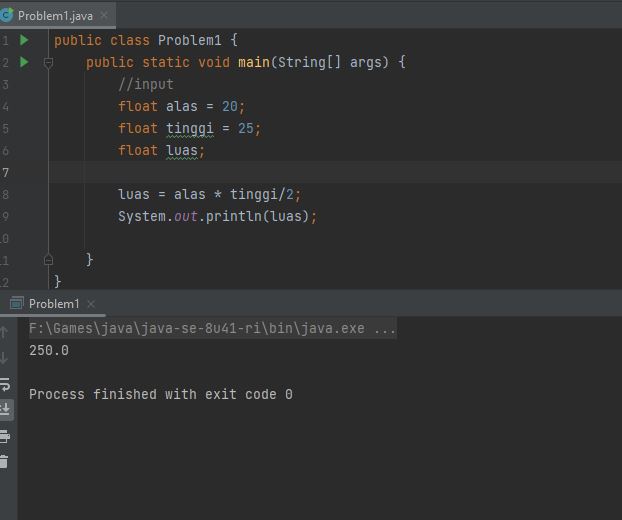 Problem1.java
1 public class Problem1 {
2 public static void main(String[] args) {
3 //input
4 float alas = 20;
5 float tinggi = 25;
6 float luas;
7
8 luas = alas * tinggi/2;
9 System.out.println(luas);
10
11 }
12 }
Problem1
F:\Games\java\java-se-8u41-ri\bin\java.exe ...
250.0
Process finished with exit code 0